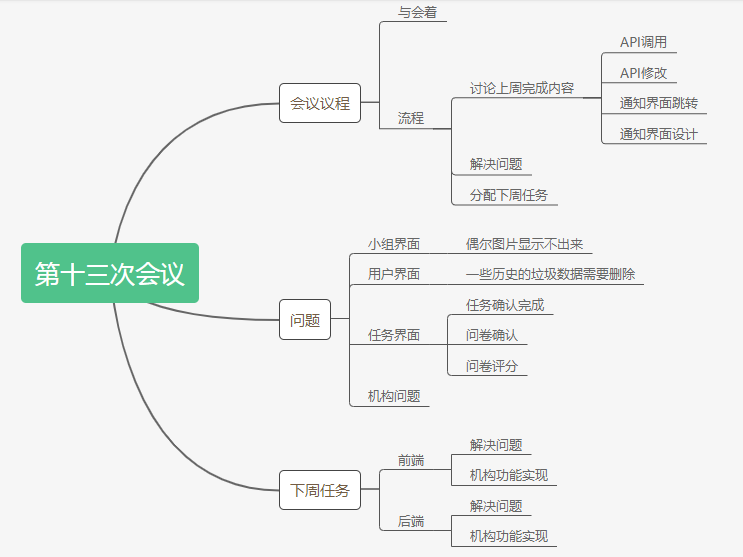 第十三次会议
会议议程
与会着
流程
讨论上周完成内容
API调用
API修改
通知界面跳转
通知界面设计
解决问题
分配下周任务
问题
小组界面
偶尔图片显示不出来
用户界面
一些历史的垃圾数据需要删除
任务界面
任务确认完成
问卷确认
问卷评分
机构问题
下周任务
前端
解决问题
机构功能实现
后端
解决问题
机构功能实现